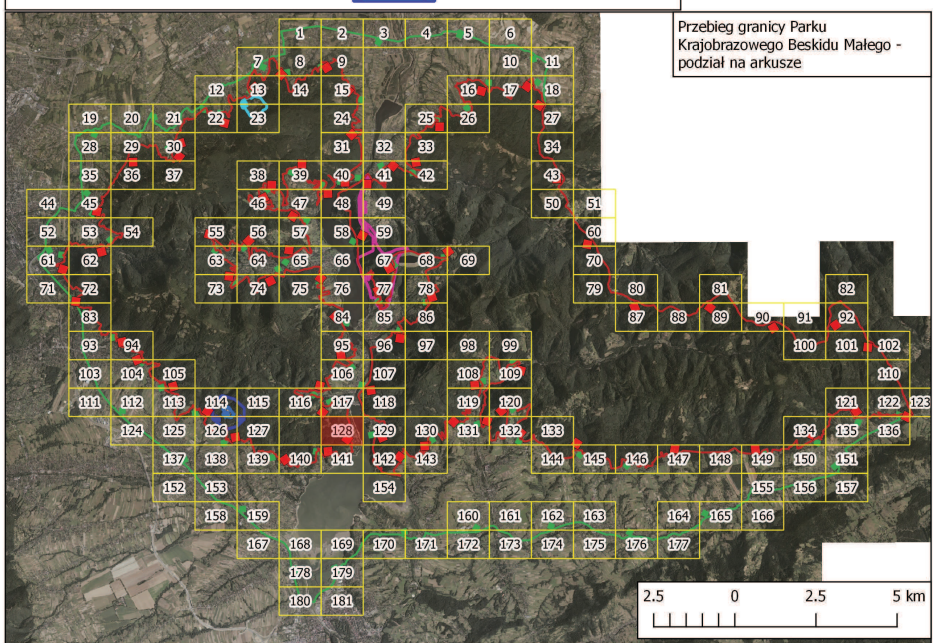 Przebieg granicy Parku
Krajobrazowego Beskidu Małego -
podział na arkusze
1 2 3 4 5 6
7 8 9 10 11
12 13 14 15 16 17 18
19 20 21 22 23 24 25 26 27
28 29 30 31 32 33 34
35 36 37 38 39 40 41 42 43
44 45 46 47 48 49 50 51
52 53 54 55 56 57 58 59 60
61 62 63 64 65 66 67 68 69 70
71 72 73 74 75 76 77 78 79 80 81 82
83 84 85 86 87 88 89 90 91 92
93 94 95 96 97 98 99 100 101 102
103 104 105 106 107 108 109 110
111 112 113 114 115 116 117 118 119 120 121 122 123
124 125 126 127 128 129 130 131 132 133 134 135 136
137 138 139 140 141 142 143 144 145 146 147 148 149 150 151
152 153 154 155 156 157
158 159 160 161 162 163 164 165 166
167 168 169 170 171 172 173 174 175 176 177
178 179
180 181
2.5 0 2.5 5 km